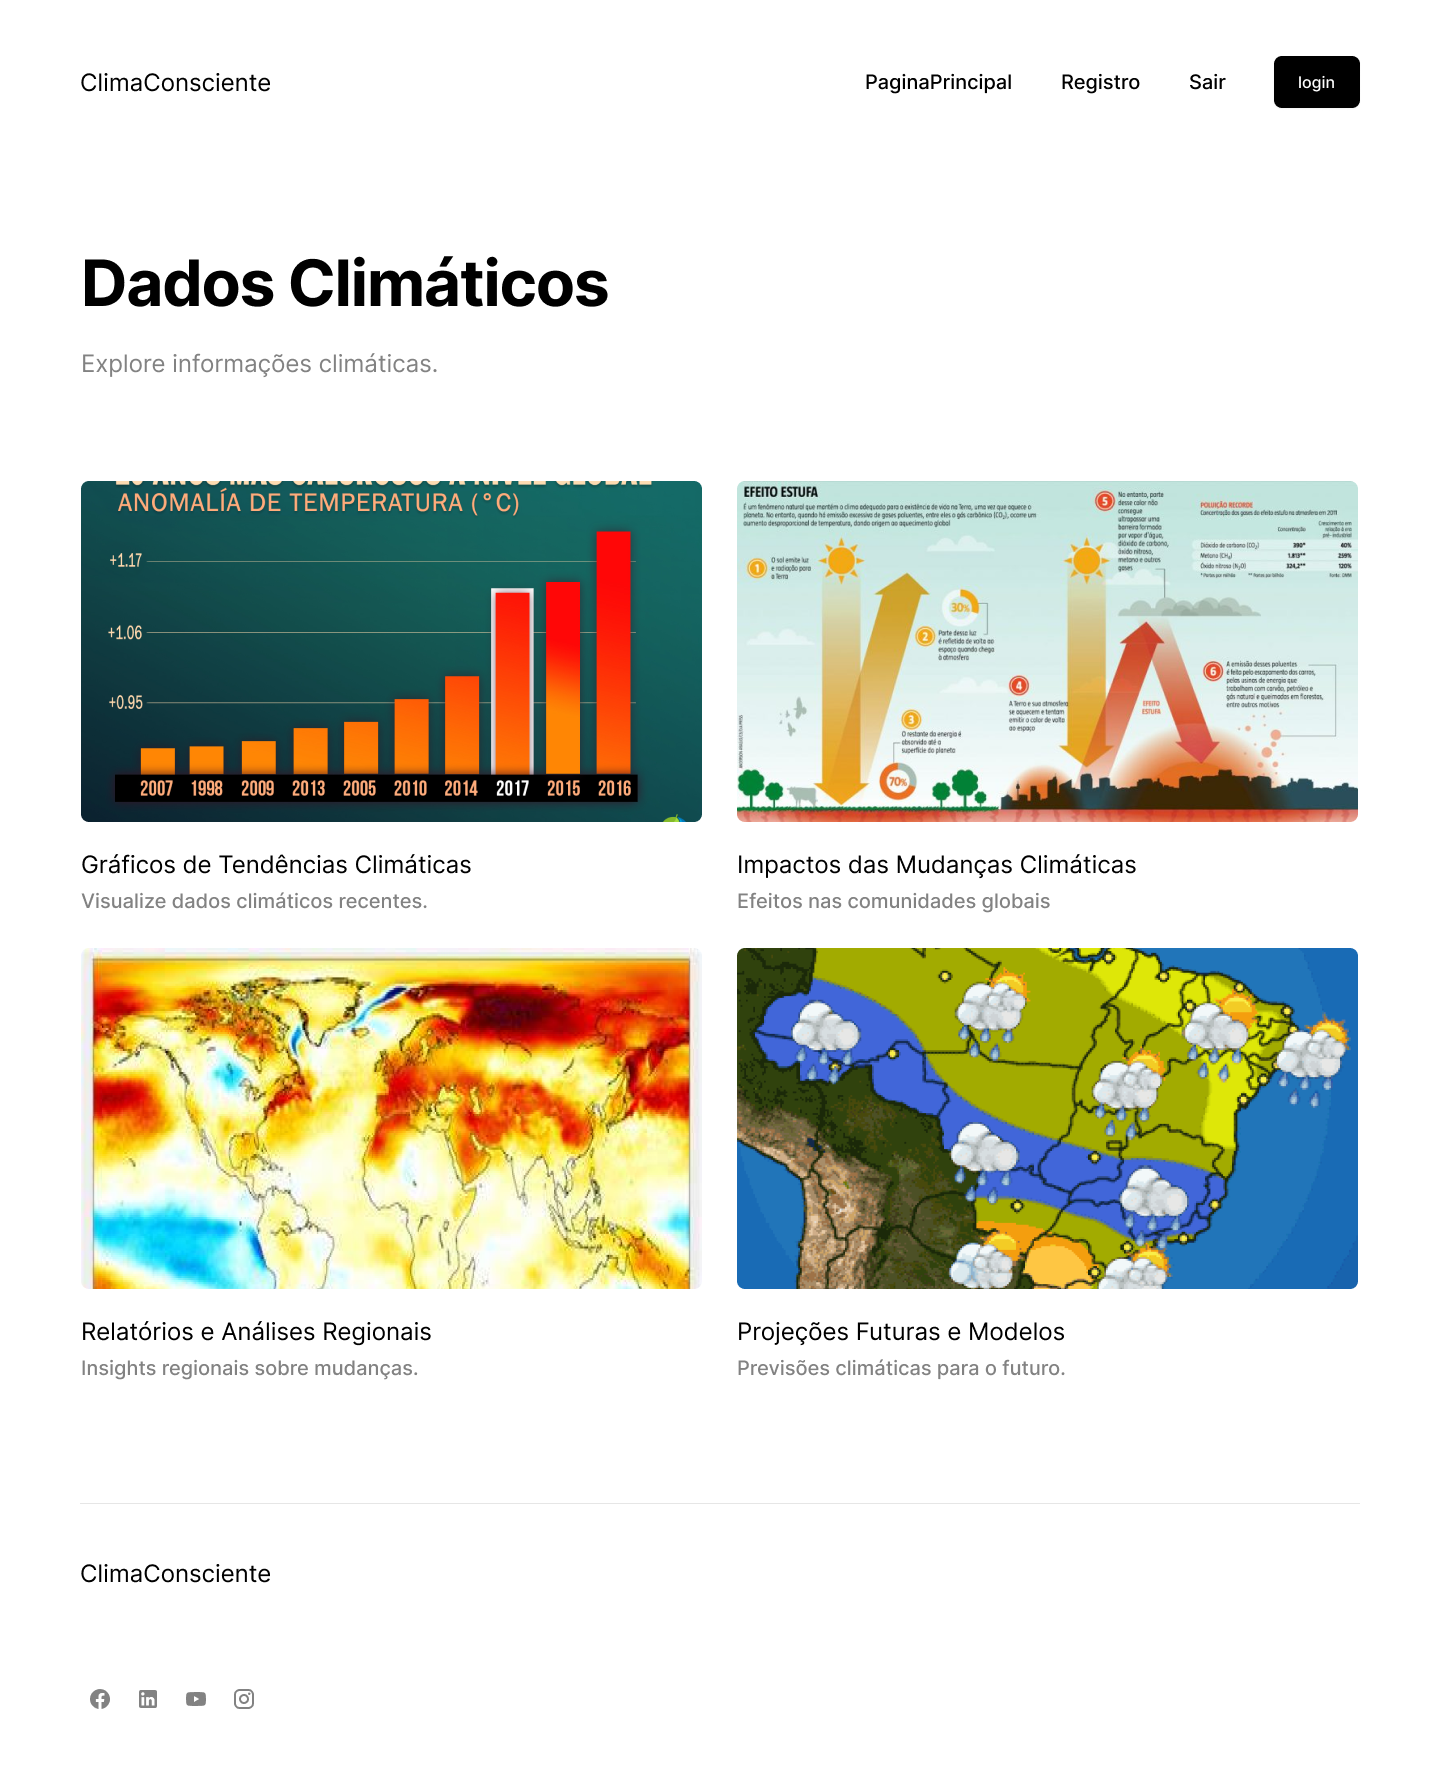 ClimaConsciente
PaginaPrincipal
Registro
Sair
login
Dados Climáticos
Explore informações climáticas.
ANOMALÍA DE TEMPERATURA (°C)
+1.17
+1.06
+0.95
2007 1998 2009 2013 2005 2010 2014 2017 2015 2016
EFEITO ESTUFA
É um fenômeno natural que mantém o clima adequado para a existência de vida na Terra, uma vez que aquece o
planeta. No entanto, quando há emissão excessiva de gases poluentes, entre eles o gás carbônico (CO₂), ocorre um
aumento desproporcional de temperatura, dando origem ao aquecimento global
1
O sol emite luz
e radiação para
a Terra
30%
2
Parte dessa luz
é refletida de volta ao
espaço quando chega
à atmosfera
3
O restante da energia é
absorvido até a
superfície do planeta
70%
4
A Terra e sua atmosfera
se aquecem e tentam
emitir o calor de volta
ao espaço
5
No entanto, parte
desse calor não
consegue
ultrapassar uma
barreira formada
por vapor d'água,
dióxido de carbono,
óxido nitroso,
metano e outros
gases
EFEITO
ESTUFA
6
A emissão desses poluentes
é feita pelo escapamento dos carros,
pelas usinas de energia que
trabalham com carvão, petróleo e
gás natural e queimadas em florestas,
entre outros motivos
POLUIÇÃO RECORDE
Concentração dos gases do efeito estufa na atmosfera em 2011
Concentração
Crescimento em
relação à era
pré-industrial
Dióxido de carbono (CO₂) 390* 40%
Metano (CH₄) 1.813** 259%
Óxido nitroso (N₂O) 324,2** 120%
* Partes por milhão ** Partes por bilhão Fonte: OMM
Gráficos de Tendências Climáticas
Visualize dados climáticos recentes.
Impactos das Mudanças Climáticas
Efeitos nas comunidades globais
Relatórios e Análises Regionais
Insights regionais sobre mudanças.
Projeções Futuras e Modelos
Previsões climáticas para o futuro.
ClimaConsciente